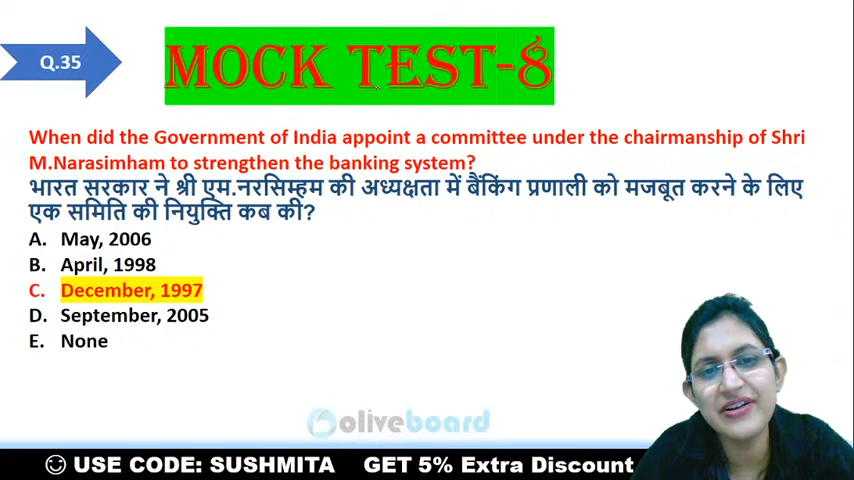 Q.35
MOCK TEST-8
When did the Government of India appoint a committee under the chairmanship of Shri
M.Narasimham to strengthen the banking system?
भारत सरकार ने श्री एम.नरसिम्हम की अध्यक्षता में बैंकिंग प्रणाली को मजबूत करने के लिए
एक समिति की नियुक्ति कब की?
A. May, 2006
B. April, 1998
C. December, 1997
D. September, 2005
E. None
oliveboard
USE CODE: SUSHMITA GET 5% Extra Discount